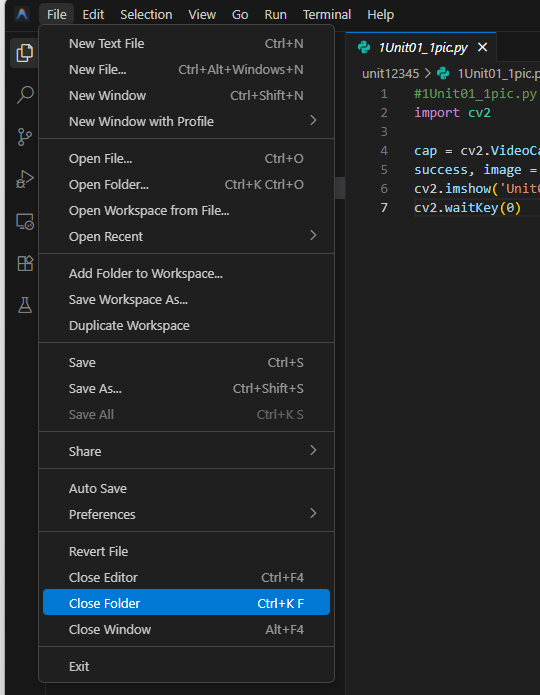 File Edit Selection View Go Run Terminal Help
New Text File Ctrl+N
New File... Ctrl+Alt+Windows+N
New Window Ctrl+Shift+N
New Window with Profile
Open File... Ctrl+O
Open Folder... Ctrl+K Ctrl+O
Open Workspace from File...
Open Recent
Add Folder to Workspace...
Save Workspace As...
Duplicate Workspace
Save Ctrl+S
Save As... Ctrl+Shift+S
Save All Ctrl+K S
Share
Auto Save
Preferences
Revert File
Close Editor Ctrl+F4
Close Folder Ctrl+K F
Close Window Alt+F4
Exit
1Unit01_1pic.py
unit12345 > 1Unit01_1pic.p
1 #1Unit01_1pic.py
2 import cv2
3
4 cap = cv2.VideoCa
5 success, image =
6 cv2.imshow('Unit0
7 cv2.waitKey(0)